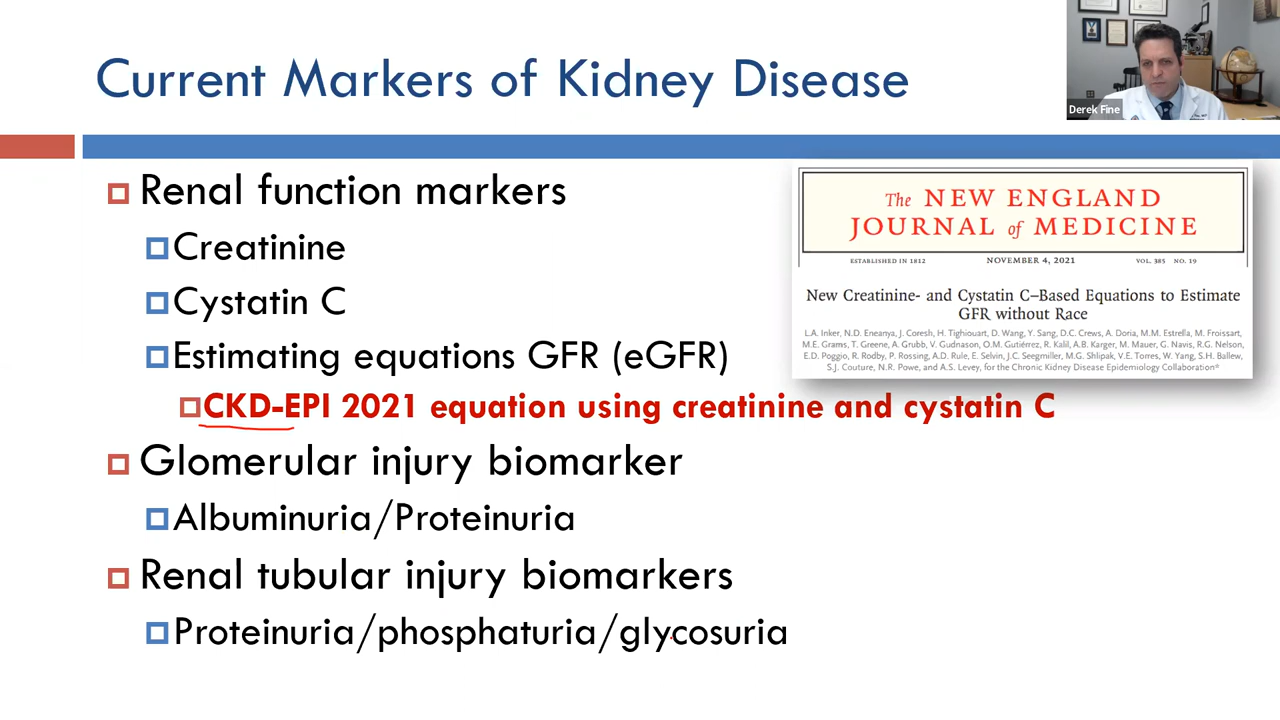 Current Markers of Kidney Disease
Derek Fine
Renal function markers
Creatinine
Cystatin C
Estimating equations GFR (eGFR)
CKD-EPI 2021 equation using creatinine and cystatin C
Glomerular injury biomarker
Albuminuria/Proteinuria
Renal tubular injury biomarkers
Proteinuria/phosphaturia/glycosuria
The NEW ENGLAND
JOURNAL of MEDICINE
ESTABLISHED IN 1812 NOVEMBER 4, 2021 VOL. 385 NO. 19
New Creatinine- and Cystatin C–Based Equations to Estimate
GFR without Race
L.A. Inker, N.D. Eneanya, J. Coresh, H. Tighiouart, D. Wang, Y. Sang, D.C. Crews, A. Doria, M.M. Estrella, M. Froissart,
M.E. Grams, T. Greene, A. Grubb, V. Gudnason, O.M. Gutiérrez, R. Kalil, A.B. Karger, M. Mauer, G. Navis, R.G. Nelson,
E.D. Poggio, R. Rodby, P. Rossing, A.D. Rule, E. Selvin, J.C. Seegmiller, M.G. Shlipak, V.E. Torres, W. Yang, S.H. Ballew,
S.J. Couture, N.R. Powe, and A.S. Levey, for the Chronic Kidney Disease Epidemiology Collaboration*